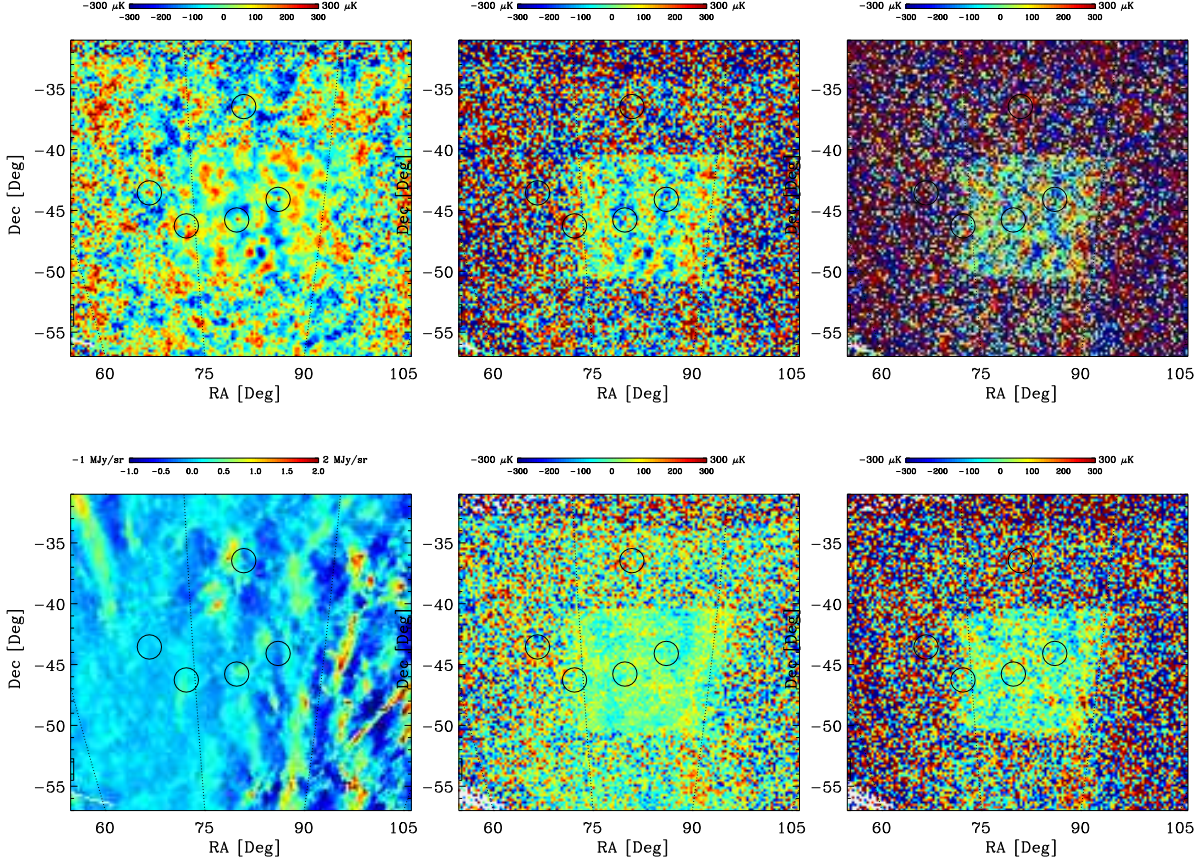 −300 μK 300 μK −300 μK 300 μK −300 μK 300 μK
−300 −200 −100 0 100 200 300 −300 −200 −100 0 100 200 300 −300 −200 −100 0 100 200 300
−35 −35 −35
−40 −40 −40
−45 −45 −45
−50 −50 −50
−55 −55 −55
Dec [Deg] Dec [Deg] Dec [Deg]
60 75 90 105 60 75 90 105 60 75 90 105
RA [Deg] RA [Deg] RA [Deg]
−1 MJy/sr 2 MJy/sr −300 μK 300 μK −300 μK 300 μK
−1.0 −0.5 0.0 0.5 1.0 1.5 2.0 −300 −200 −100 0 100 200 300 −300 −200 −100 0 100 200 300
−35 −35 −35
−40 −40 −40
−45 −45 −45
−50 −50 −50
−55 −55 −55
Dec [Deg] Dec [Deg] Dec [Deg]
60 75 90 105 60 75 90 105 60 75 90 105
RA [Deg] RA [Deg] RA [Deg]